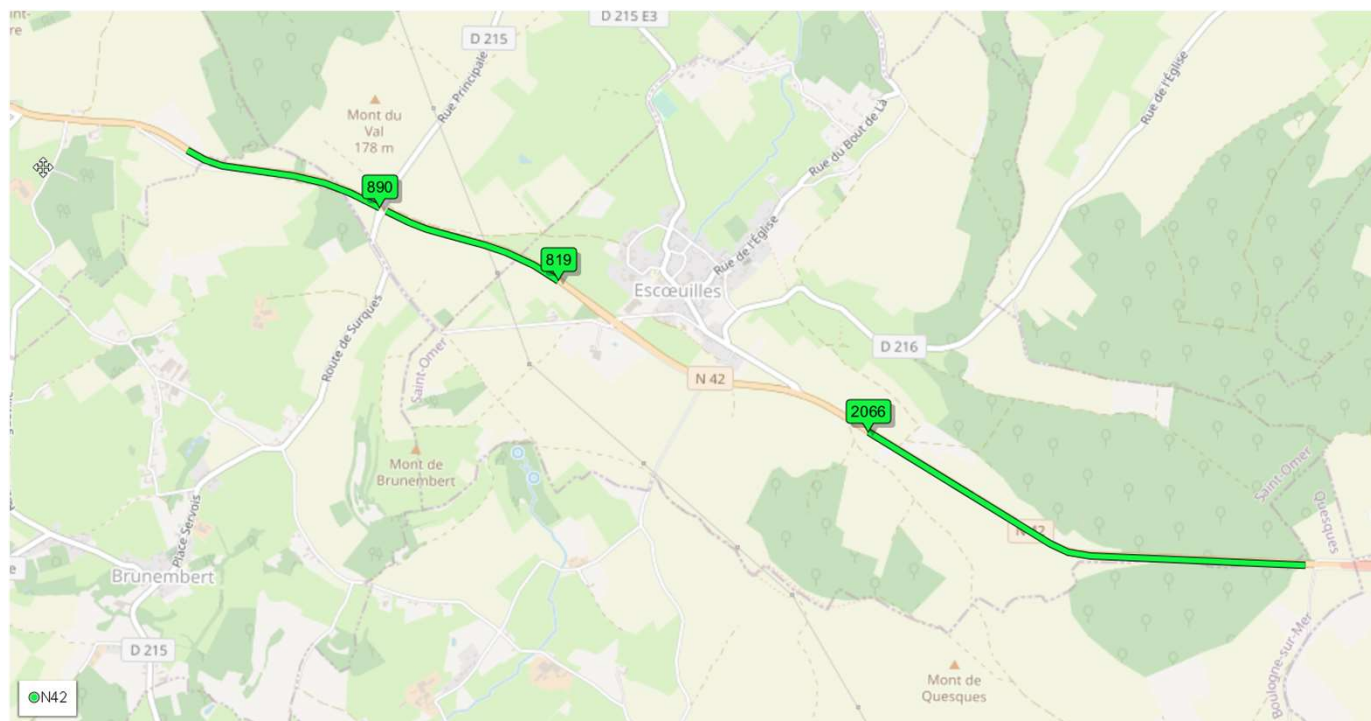 D 215 E3
D 215
Rue Principale
Rue de l'Église
Mont du
Val
178 m
Rue du Bout de Là
890
819
Rue de l'Église
Escœuilles
Route de Surques
Saint-Omer
D 216
N 42
2066
Mont de
Brunembert
Saint-Omer
Quesques
N 42
Place Servois
Brunembert
D 215
Mont de
Quesques
Boulogne-sur-Mer
N42